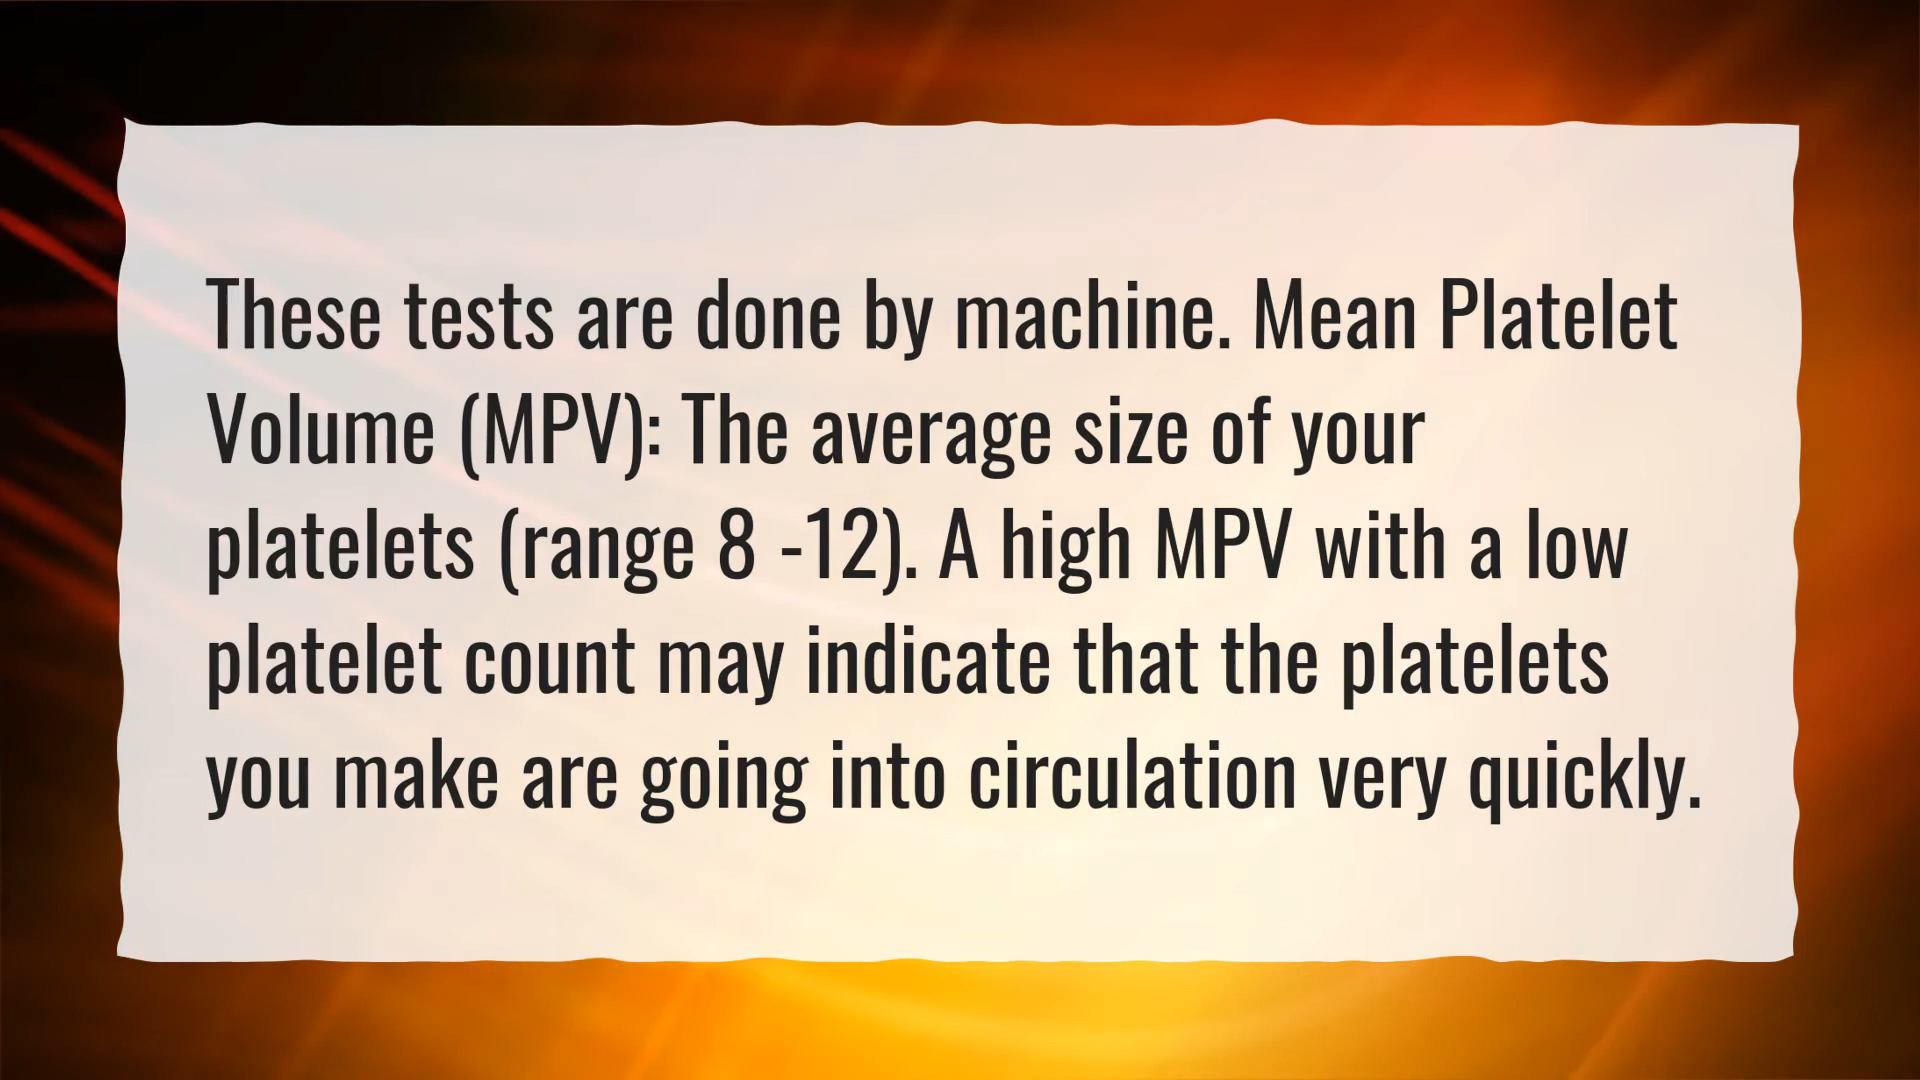 These tests are done by machine. Mean Platelet
Volume (MPV): The average size of your
platelets (range 8 -12). A high MPV with a low
platelet count may indicate that the platelets
you make are going into circulation very quickly.